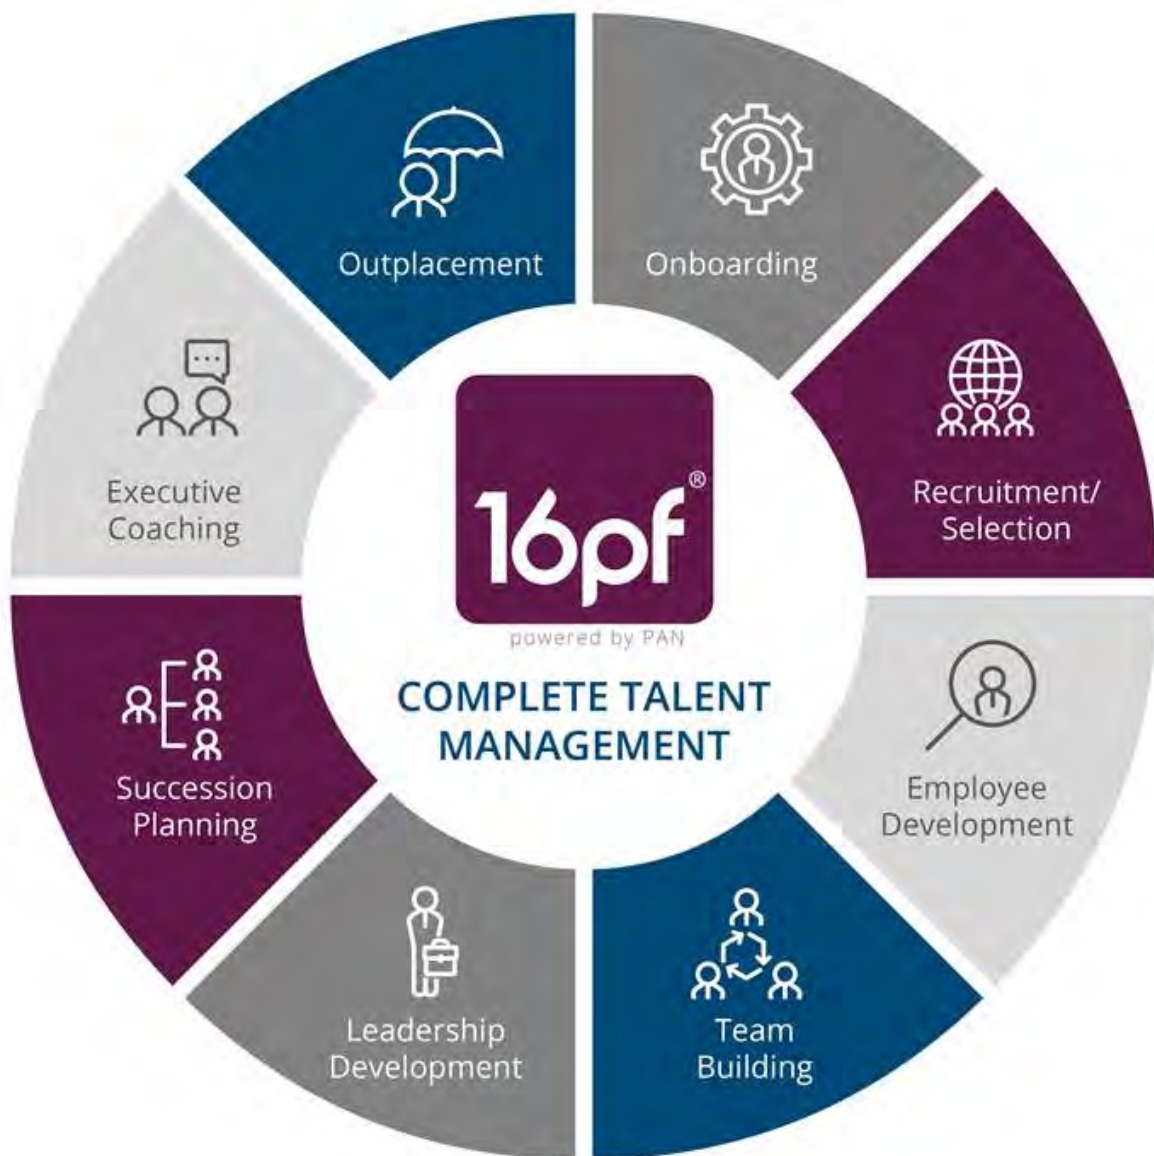 Outplacement
Onboarding
Recruitment/
Selection
Employee
Development
Team
Building
Leadership
Development
Succession
Planning
Executive
Coaching
16pf®
powered by PAN
COMPLETE TALENT
MANAGEMENT